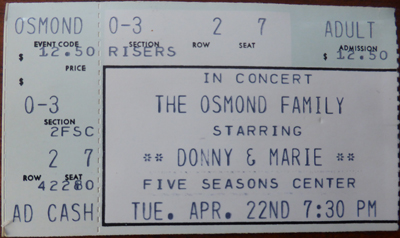 OSMOND O-3 2 7 ADULT
EVENT CODE SECTION ROW SEAT ADMISSION
$ 12.50 RISERS $ 12.50
PRICE
$
IN CONCERT
O-3 THE OSMOND FAMILY
SECTION
2FSC STARRING
2 7 ** DONNY & MARIE **
ROW SEAT
42280 FIVE SEASONS CENTER
AD CASH TUE. APR. 22ND 7:30 PM